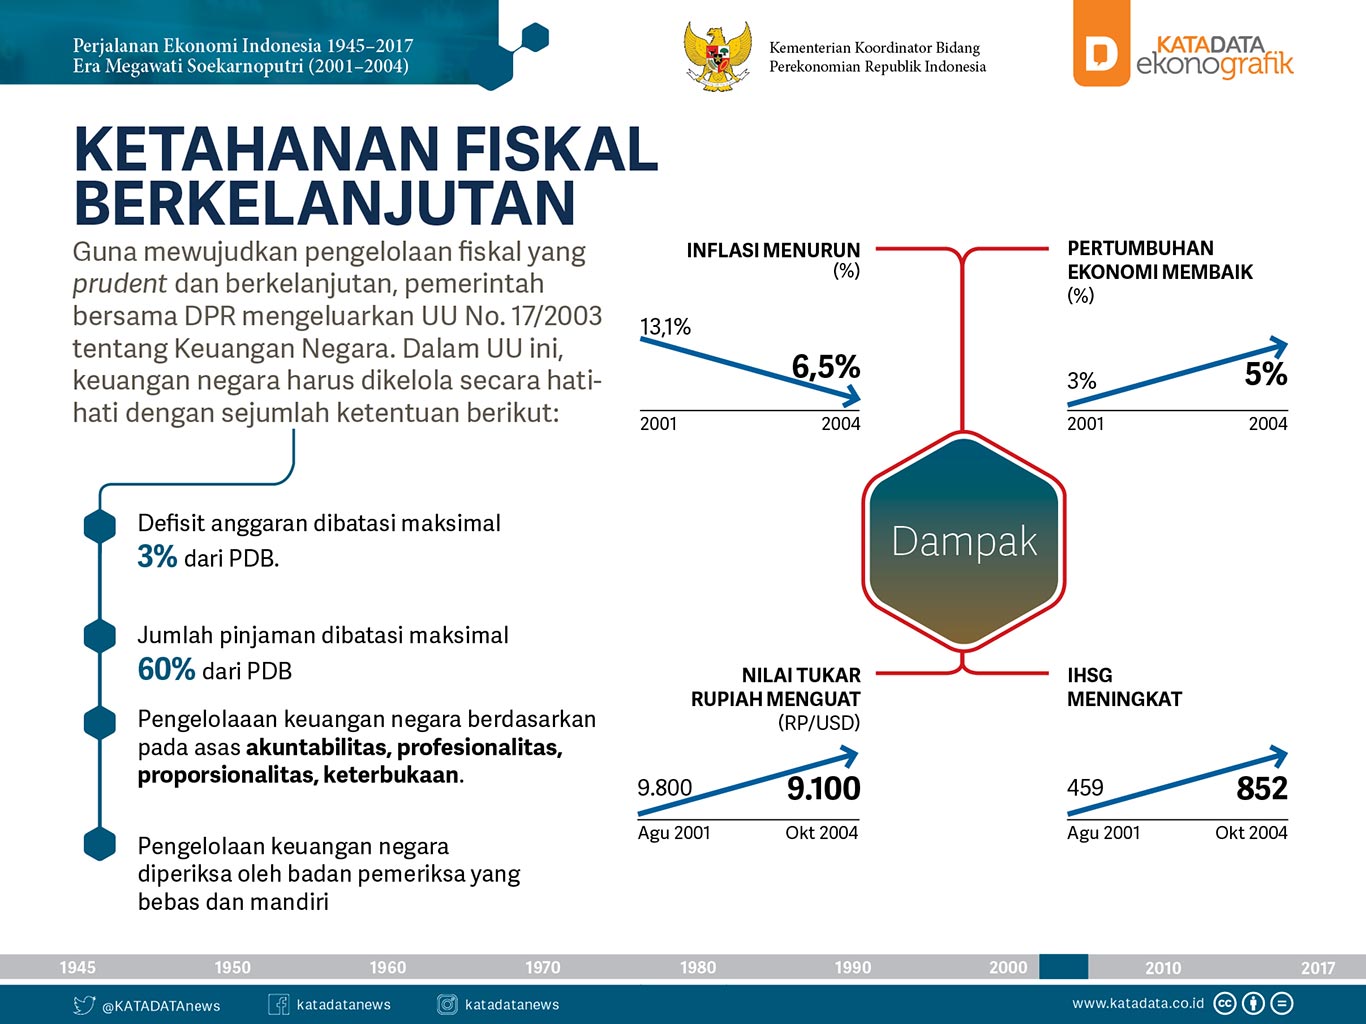 Perjalanan Ekonomi Indonesia 1945–2017
Era Megawati Soekarnoputri (2001–2004)
Kementerian Koordinator Bidang
Perekonomian Republik Indonesia
D
KATADATA
ekonografik
KETAHANAN FISKAL
BERKELANJUTAN
Guna mewujudkan pengelolaan fiskal yang
prudent dan berkelanjutan, pemerintah
bersama DPR mengeluarkan UU No. 17/2003
tentang Keuangan Negara. Dalam UU ini,
keuangan negara harus dikelola secara hati-
hati dengan sejumlah ketentuan berikut:
Defisit anggaran dibatasi maksimal
3% dari PDB.
Jumlah pinjaman dibatasi maksimal
60% dari PDB
Pengelolaaan keuangan negara berdasarkan
pada asas akuntabilitas, profesionalitas,
proporsionalitas, keterbukaan.
Pengelolaan keuangan negara
diperiksa oleh badan pemeriksa yang
bebas dan mandiri
INFLASI MENURUN
(%)
13,1%
6,5%
2001 2004
PERTUMBUHAN
EKONOMI MEMBAIK
(%)
3%
5%
2001 2004
Dampak
NILAI TUKAR
RUPIAH MENGUAT
(RP/USD)
9.800 9.100
Agu 2001 Okt 2004
IHSG
MENINGKAT
459 852
Agu 2001 Okt 2004
1945 1950 1960 1970 1980 1990 2000 2010 2017
@KATADATAnews katadatanews katadatanews www.katadata.co.id cc